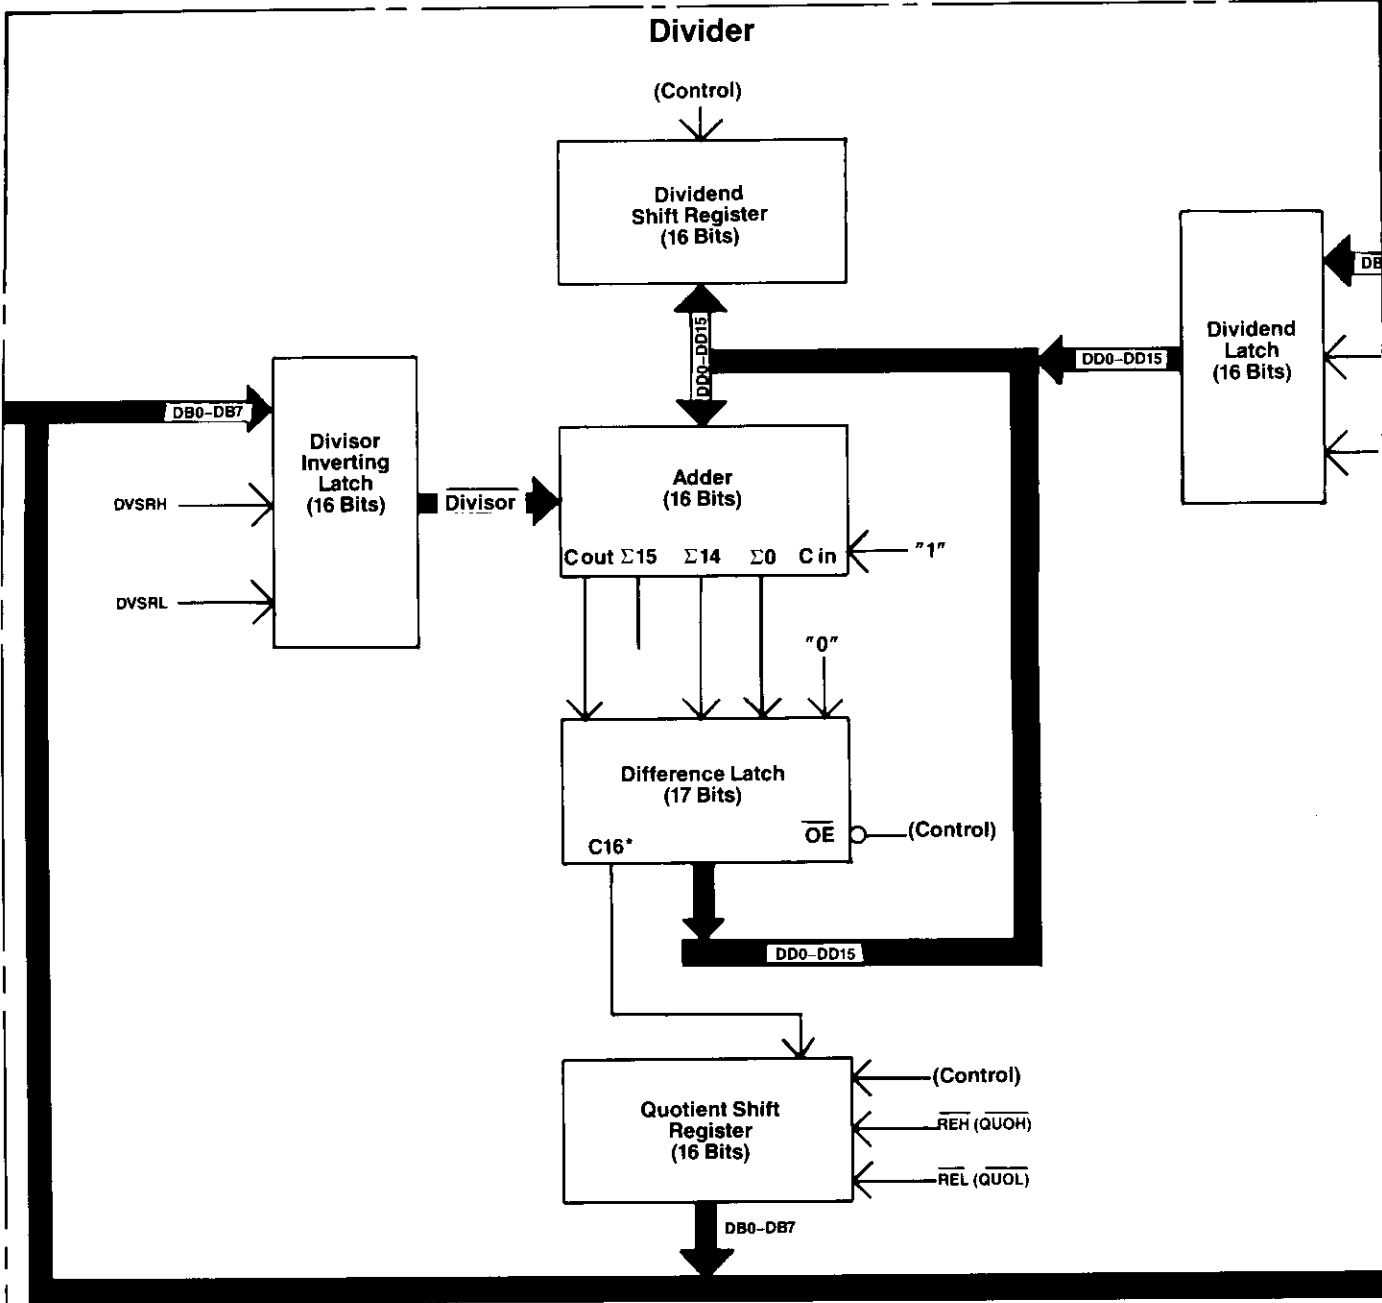 Divider
(Control)
Dividend
Shift Register
(16 Bits)
DD0-DD15
DB
Dividend
Latch
(16 Bits)
DD0-DD15
DB0-DB7
Divisor
Inverting
Latch
(16 Bits)
DVSRH
DVSRL
Divisor
Adder
(16 Bits)
C out Σ15 Σ14 Σ0 C in
"1"
"0"
Difference Latch
(17 Bits)
C16*
OE
(Control)
DD0-DD15
Quotient Shift
Register
(16 Bits)
(Control)
REH (QUOH)
REL (QUOL)
DB0-DB7